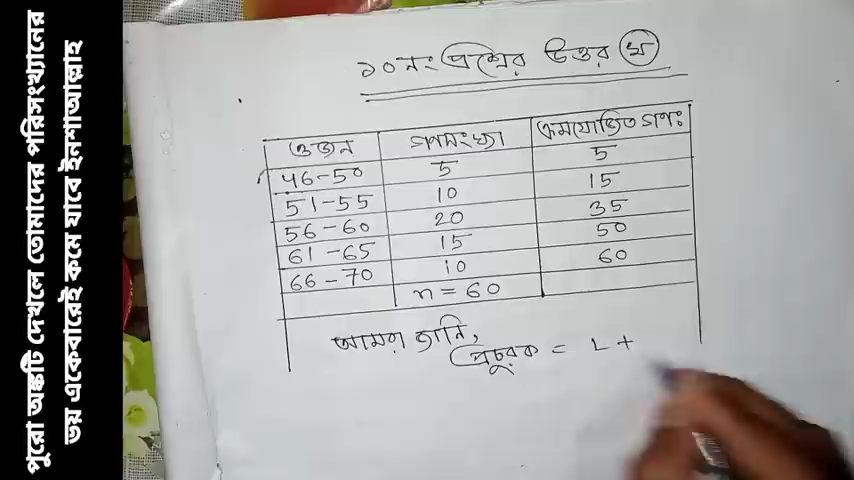 পুরো অঙ্কটি দেখলে তোমাদের পরিসংখ্যানের
ভয় একেবারেই কমে যাবে ইনশাআল্লাহ
১০নং প্রশ্নের উত্তর খ
ওজন গণসংখ্যা ক্রমযোজিত গণঃ
46-50 5 5
51-55 10 15
56-60 20 35
61-65 15 50
66-70 10 60
n = 60
আমরা জানি,
প্রচুরক = L +